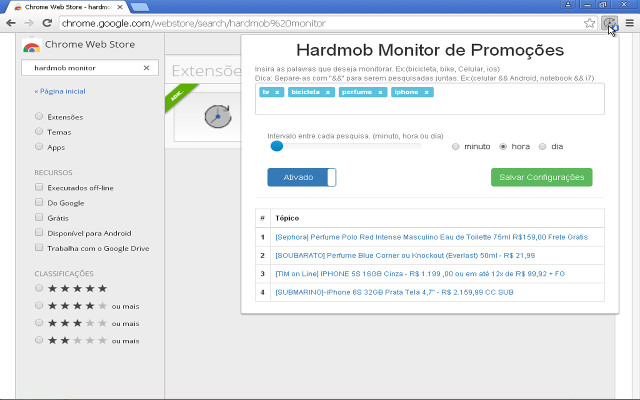 Chrome Web Store - hardm
chrome.google.com/webstore/search/hardmob%20monitor
Chrome Web Store
hardmob monitor
« Página inicial
Extensões
Temas
Apps
RECURSOS
Executados off-line
Do Google
Grátis
Disponível para Android
Trabalha com o Google Drive
CLASSIFICAÇÕES
ou mais
ou mais
ou mais
Extensõe
Hardmob Monitor de Promoções
Insira as palavras que deseja monitorar. Ex:(bicicleta, bike, Celular, ios)
Dica: Separe-as com "&&" para serem pesquisadas juntas: Ex:(celular && Android, notebook && i7)
tv x bicicleta x perfume x iphone x
Intervalo entre cada pesquisa. (minuto, hora ou dia)
minuto hora dia
Ativado
Salvar Configurações
# Tópico
1 [Sephora] Perfume Polo Red Intense Masculino Eau de Toilette 75ml R$159,00 Frete Gratis
2 [SOUBARATO] Perfume Blue Corner ou Knockout (Everlast) 50ml - R$ 21,99
3 [TIM on Line] IPHONE 5S 16GB Cinza - R$ 1.199 ,00 ou em até 12x de R$ 99,92 + FG
4 [SUBMARINO]-iPhone 6S 32GB Prata Tela 4,7" - R$ 2.159,99 CC SUB